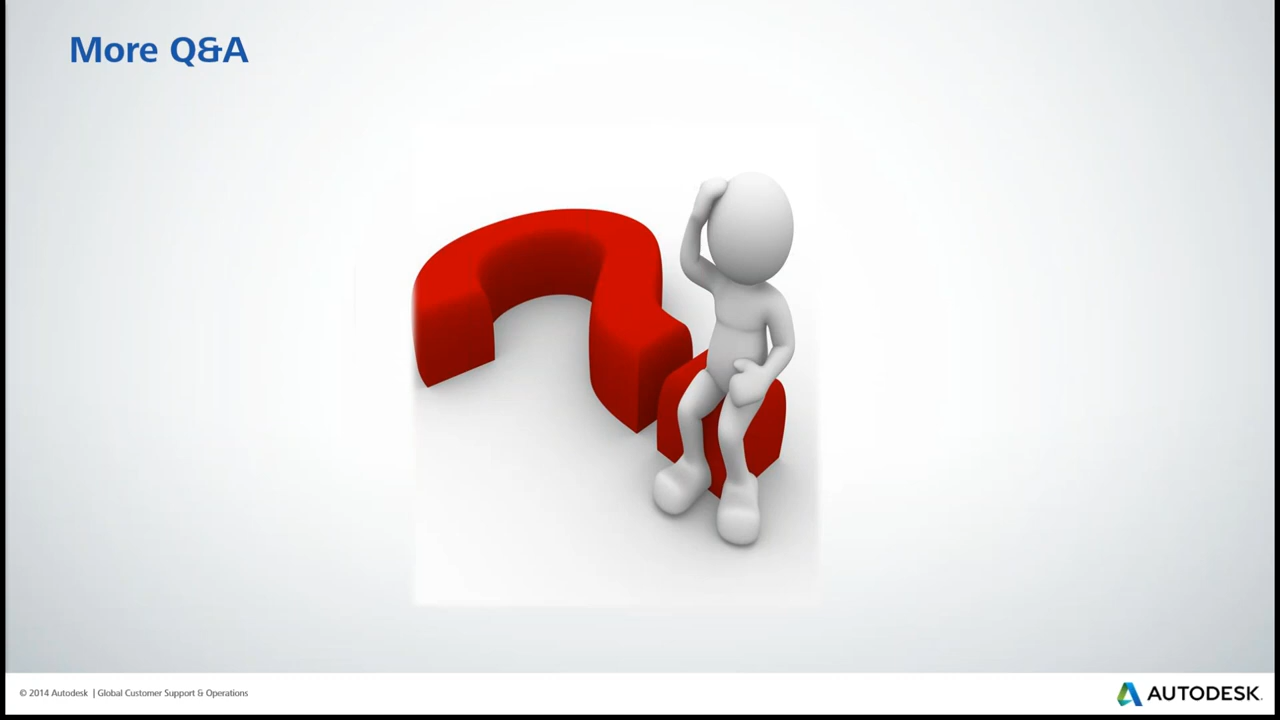 More Q&A
© 2014 Autodesk | Global Customer Support & Operations
AUTODESK.